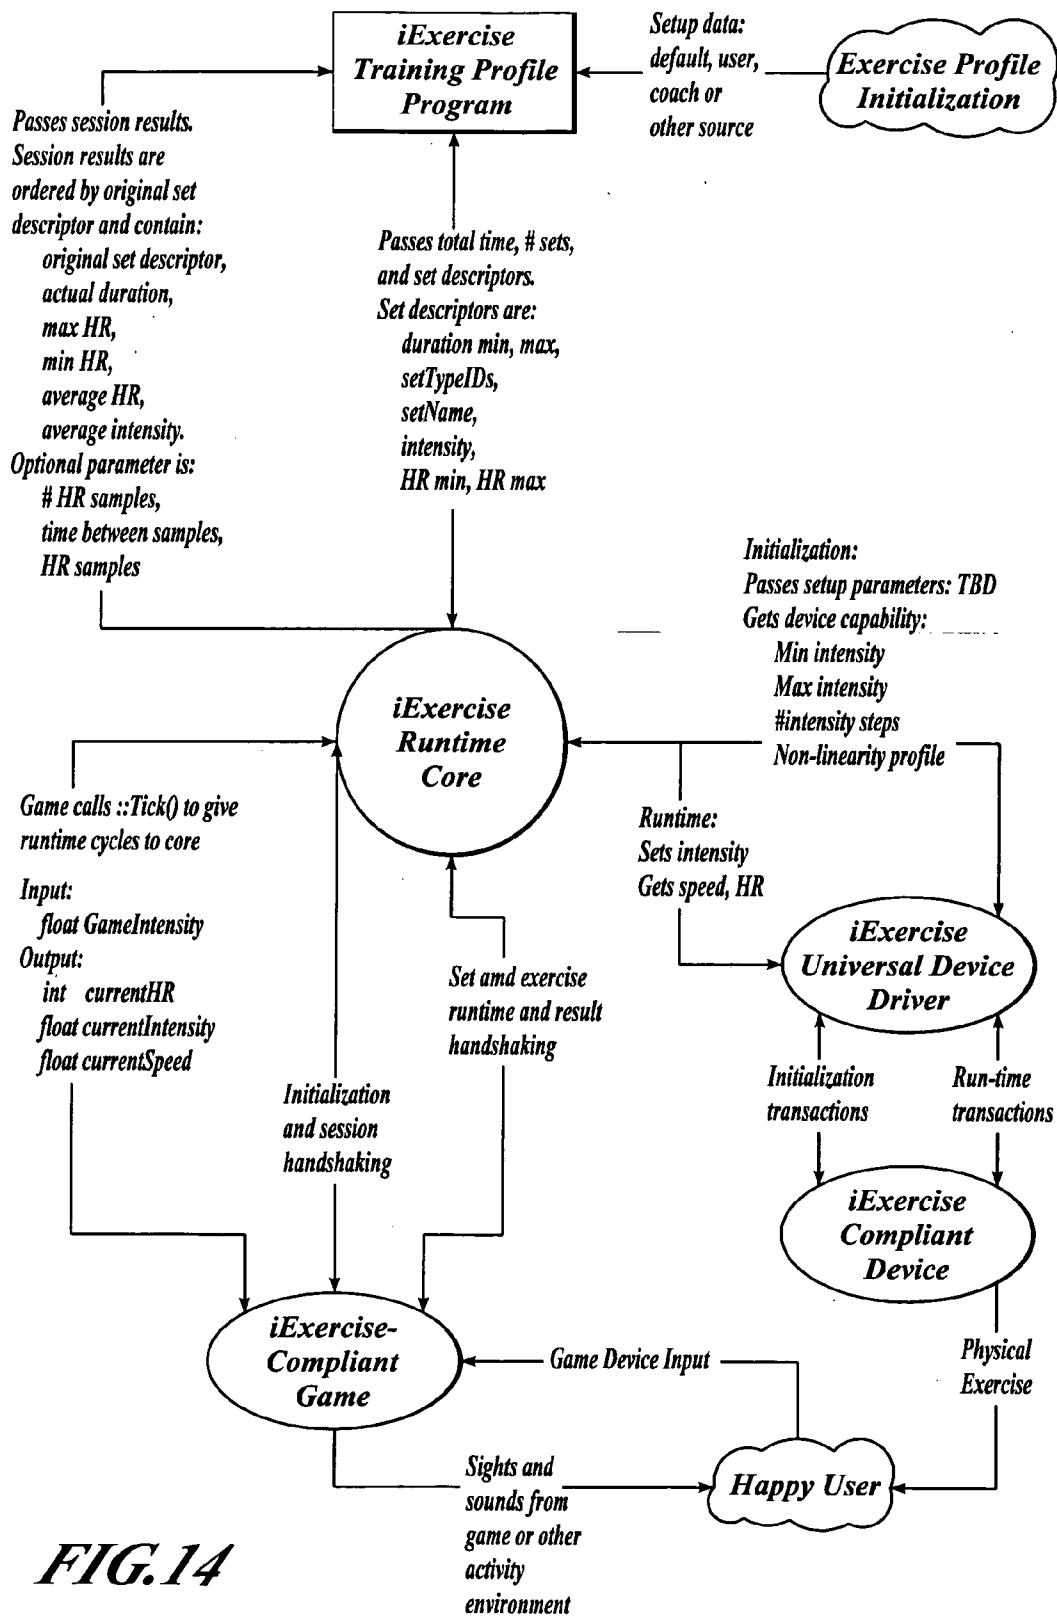 iExercise
Training Profile
Program
Setup data:
default, user,
coach or
other source
Exercise Profile
Initialization
Passes session results.
Session results are
ordered by original set
descriptor and contain:
original set descriptor,
actual duration,
max HR,
min HR,
average HR,
average intensity.
Optional parameter is:
# HR samples,
time between samples,
HR samples
Passes total time, # sets,
and set descriptors.
Set descriptors are:
duration min, max,
setTypeIDs,
setName,
intensity,
HR min, HR max
Initialization:
Passes setup parameters: TBD
Gets device capability:
Min intensity
Max intensity
#intensity steps
Non-linearity profile
iExercise
Runtime
Core
Game calls ::Tick() to give
runtime cycles to core
Input:
float GameIntensity
Output:
int currentHR
float currentIntensity
float currentSpeed
Runtime:
Sets intensity
Gets speed, HR
iExercise
Universal Device
Driver
Set amd exercise
runtime and result
handshaking
Initialization
and session
handshaking
Initialization
transactions
Run-time
transactions
iExercise
Compliant
Device
iExercise-
Compliant
Game
Game Device Input
Physical
Exercise
Sights and
sounds from
game or other
activity
environment
Happy User
FIG.14